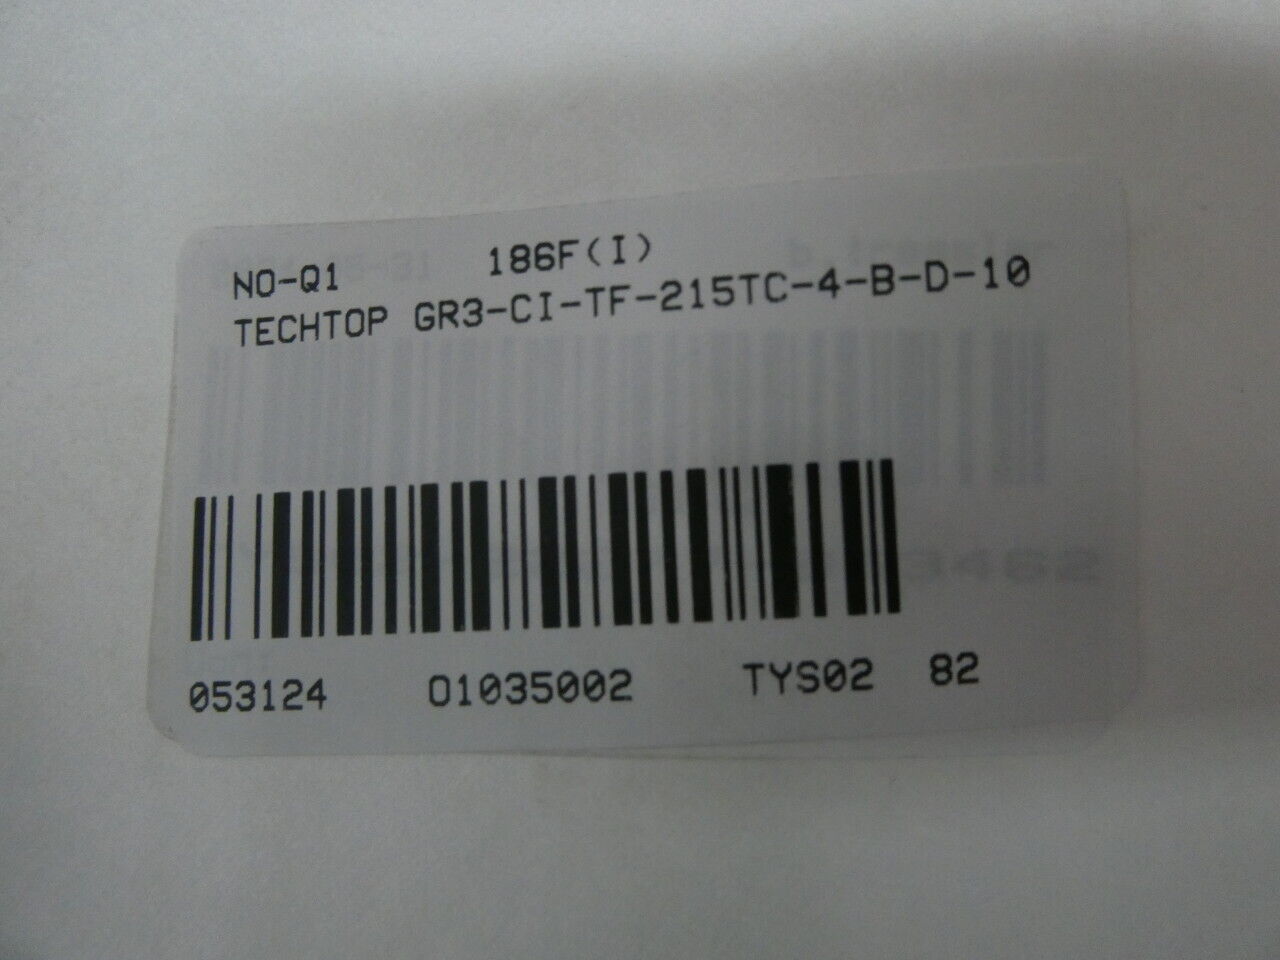 NO-Q1 186F(I)
TECHTOP GR3-CI-TF-215TC-4-B-D-10
053124 01035002 TYS02 82